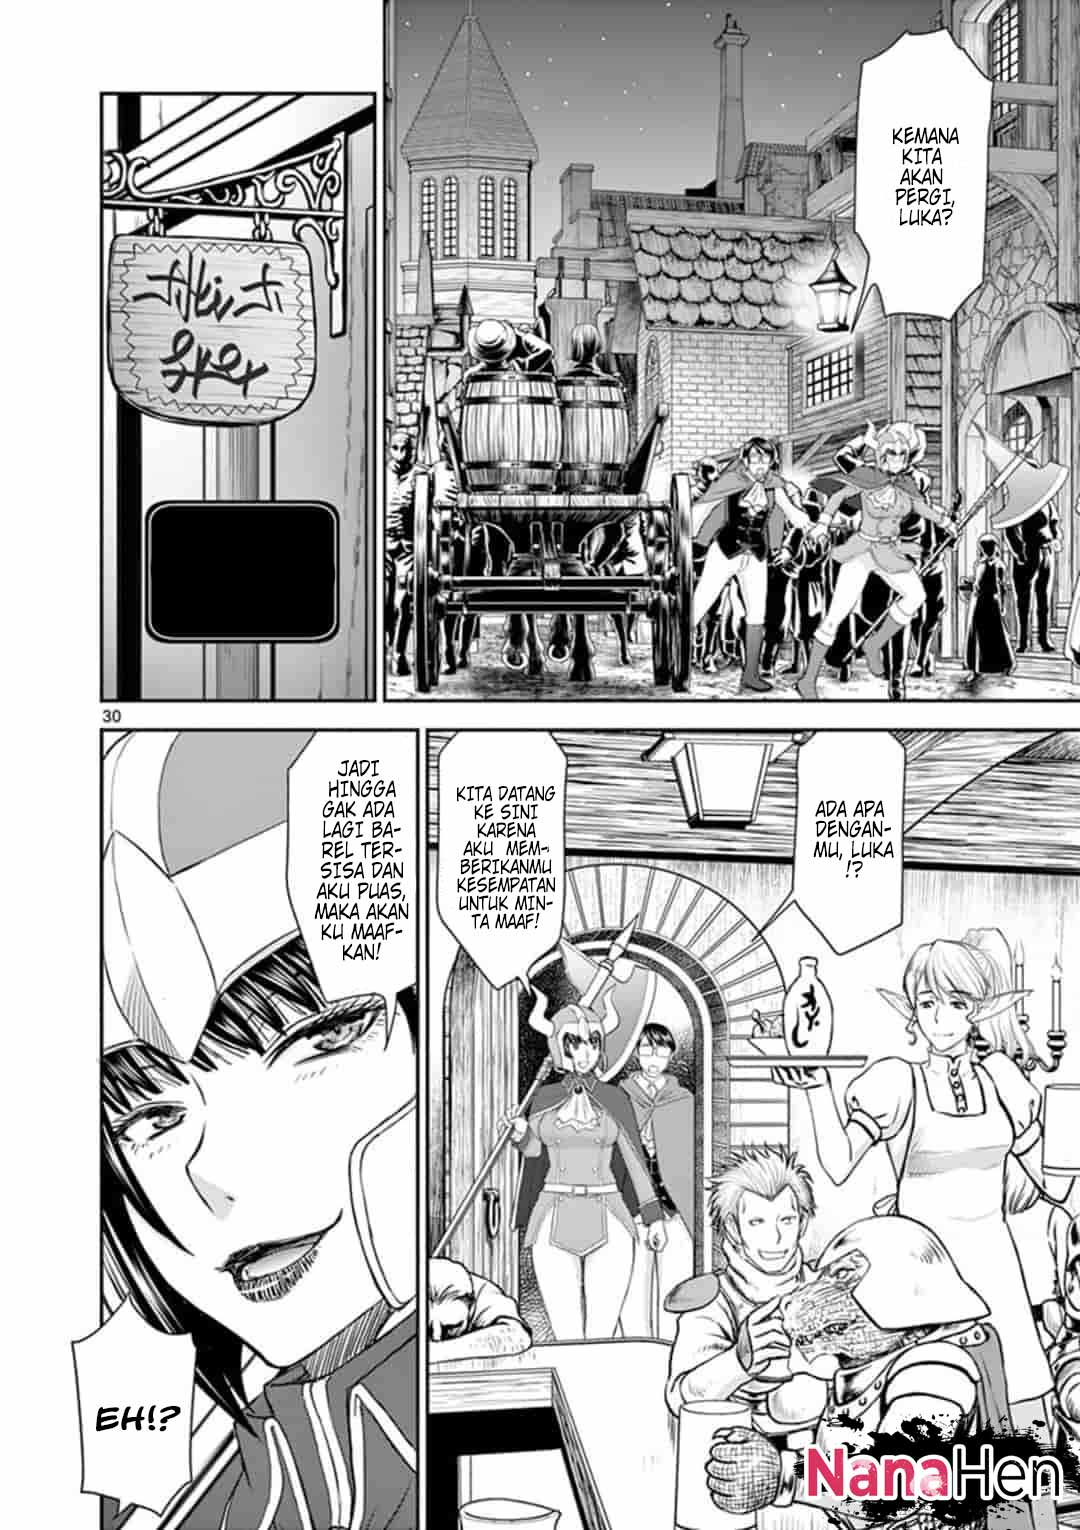 KEMANA
KITA
AKAN
PERGI,
LUKA?
30
ADA APA
DENGAN-
MU, LUKA
!?
KITA DATANG
KE SINI
KARENA
AKU MEM-
BERIKANMU
KESEMPATAN
UNTUK MIN-
TA MAAF!
JADI
HINGGA
GAK ADA
LAGI BA-
REL TER-
SISA DAN
AKU PUAS,
MAKA AKAN
KU MAAF-
KAN!
EH!?
NanaHen